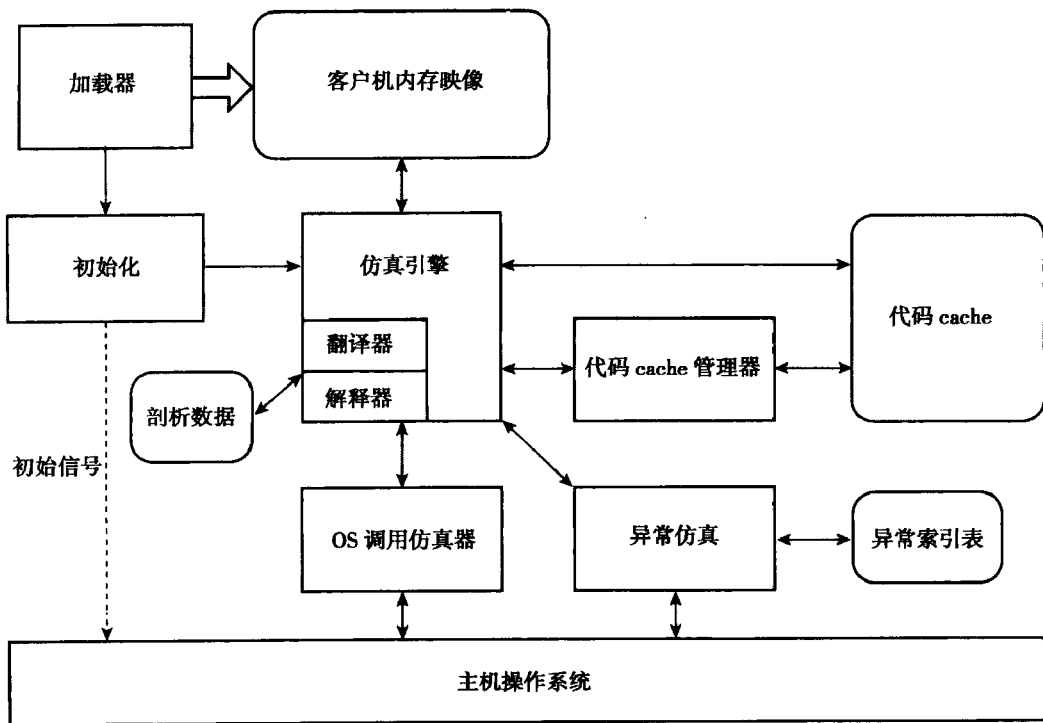 加载器
客户机内存映像
初始化
仿真引擎
代码 cache
翻译器
代码 cache 管理器
解释器
剖析数据
初始信号
OS 调用仿真器
异常仿真
异常索引表
主机操作系统